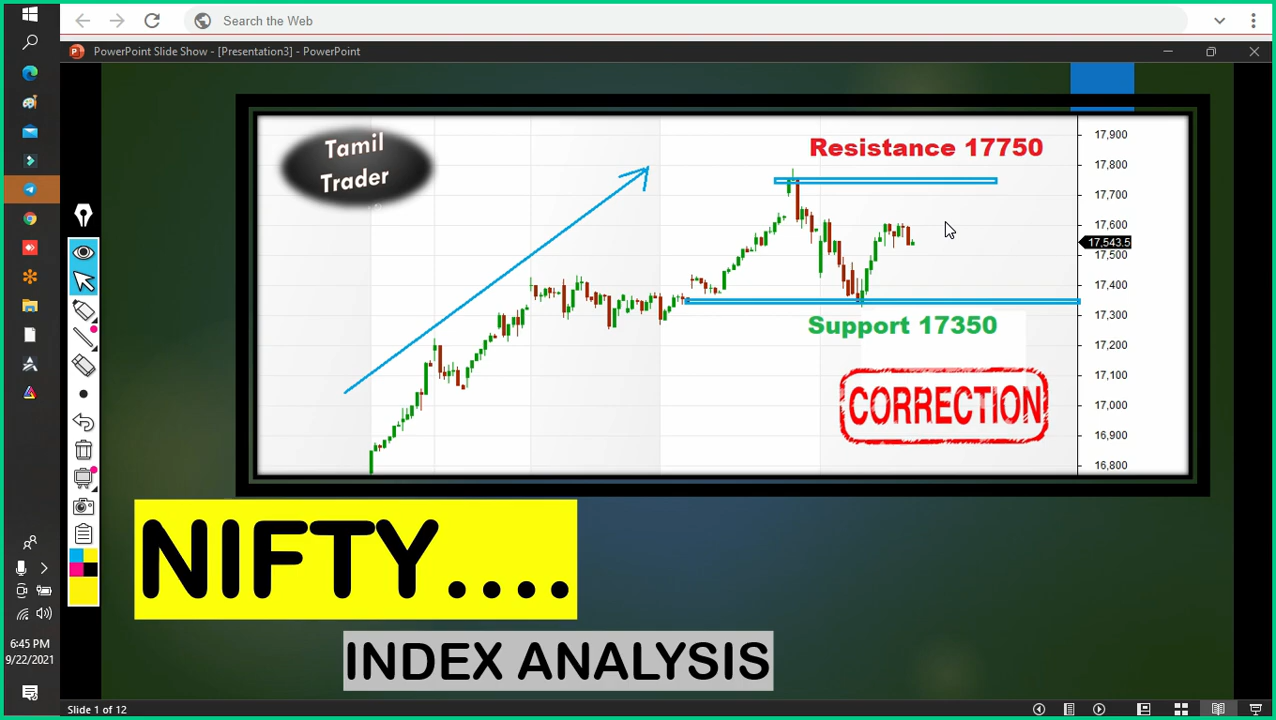 Search the Web
PowerPoint Slide Show - [Presentation3] - PowerPoint
Tamil
Trader
Resistance 17750
17,900
17,800
17,700
17,600
17,543.5
17,500
17,400
17,300
17,200
17,100
17,000
16,900
16,800
Support 17350
CORRECTION
NIFTY....
INDEX ANALYSIS
6:45 PM
9/22/2021
Slide 1 of 12